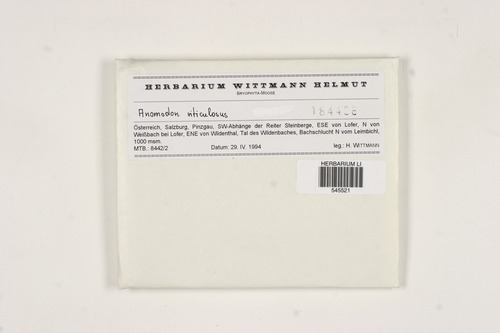 HERBARIUM WITTMANN HELMUT
BRYOPHYTA-MOOSE
Anomodon viticulosus
Österreich, Salzburg, Pinzgau, SW-Abhänge der Reiter Steinberge, ESE von Lofer, N von
Weißbach bei Lofer, ENE von Wildenthal, Tal des Wildenbaches, Bachschlucht N vom Leimbichl,
1000 msm.
MTB.: 8442/2 Datum: 29. IV. 1994 leg.: H. WITTMANN
HERBARIUM LI
545521